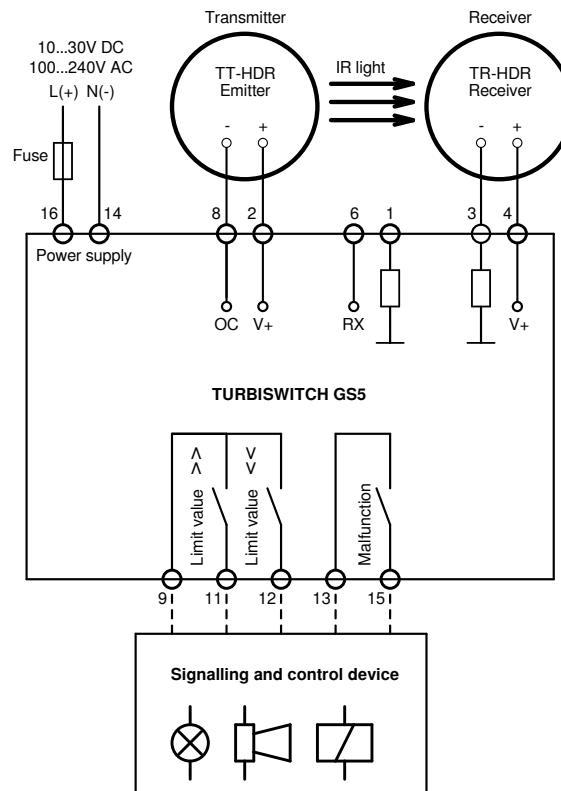 Transmitter
Receiver
10...30V DC
100...240V AC
L(+) N(-)
TT-HDR
Emitter
IR light
TR-HDR
Receiver
- +
- +
Fuse
16 14 8 2 6 1 3 4
Power supply
OC V+ RX V+
TURBISWITCH GS5
Limit value >>
Limit value <<
Malfunction
9 11 12 13 15
Signalling and control device